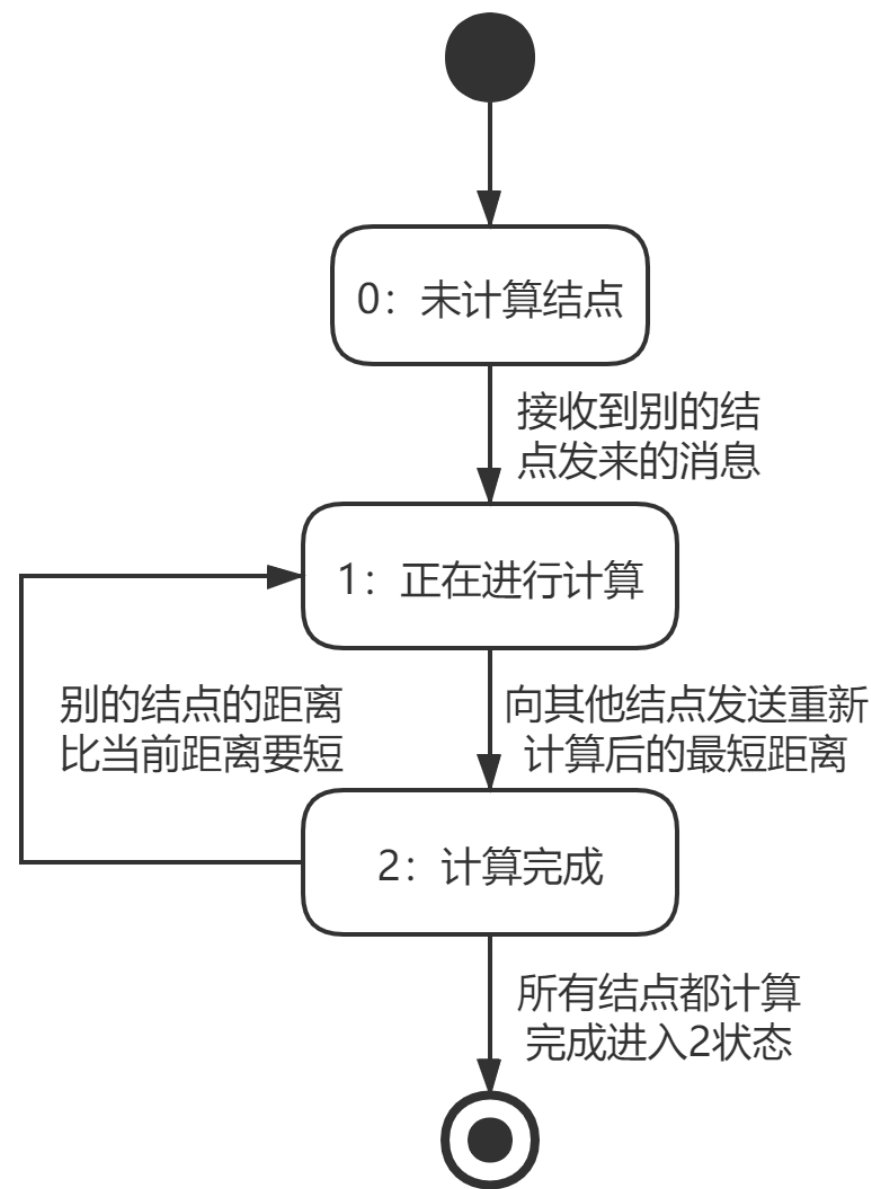 0：未计算结点
接收到别的结
点发来的消息
1：正在进行计算
别的结点的距离
比当前距离要短
向其他结点发送重新
计算后的最短距离
2：计算完成
所有结点都计算
完成进入2状态